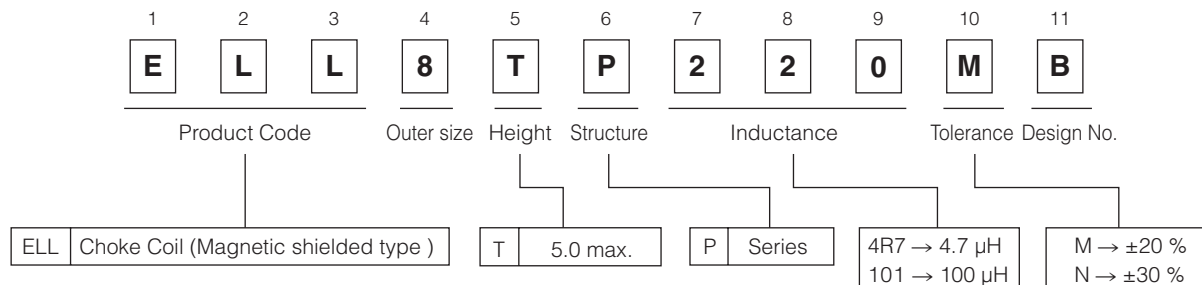 1 2 3 4 5 6 7 8 9 10 11
E L L 8 T P 2 2 0 M B
Product Code Outer size Height Structure Inductance Tolerance Design No.
ELL Choke Coil (Magnetic shielded type ) T 5.0 max. P Series 4R7 → 4.7 µH M → ±20 %
101 → 100 µH N → ±30 %